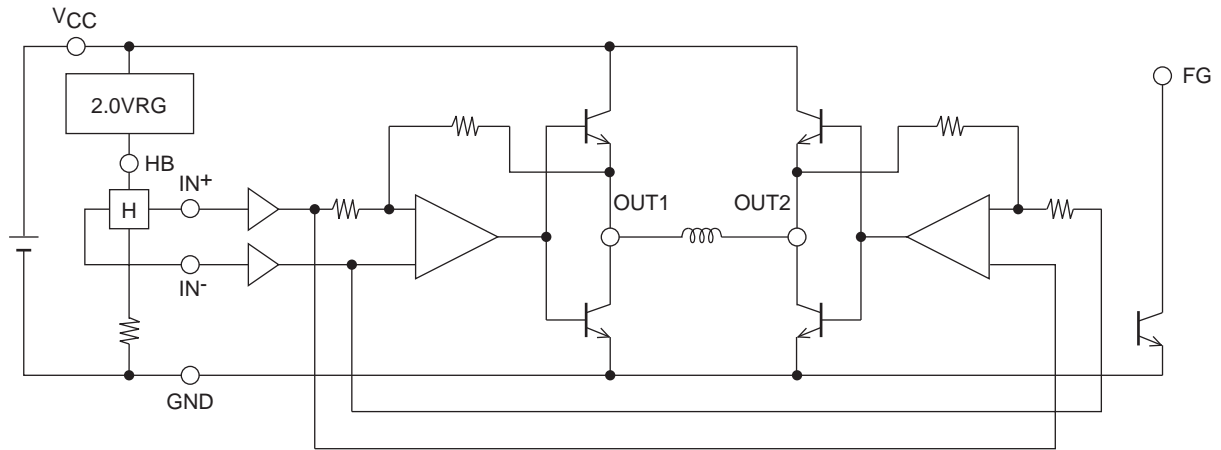 VCC
FG
2.0VRG
HB
IN+
H
OUT1
OUT2
IN-
GND